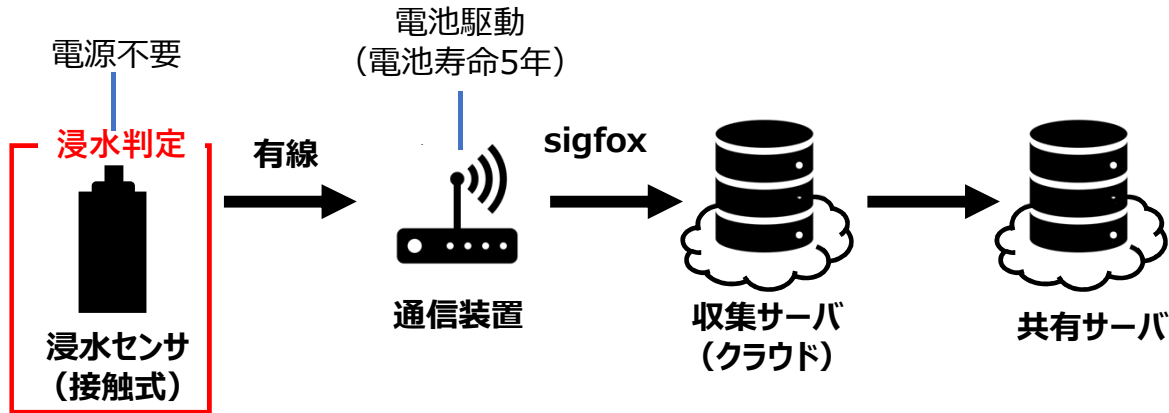 電源不要
電池駆動
（電池寿命5年）
浸水判定
有線
sigfox
浸水センサ
（接触式）
通信装置
収集サーバ
（クラウド）
共有サーバ